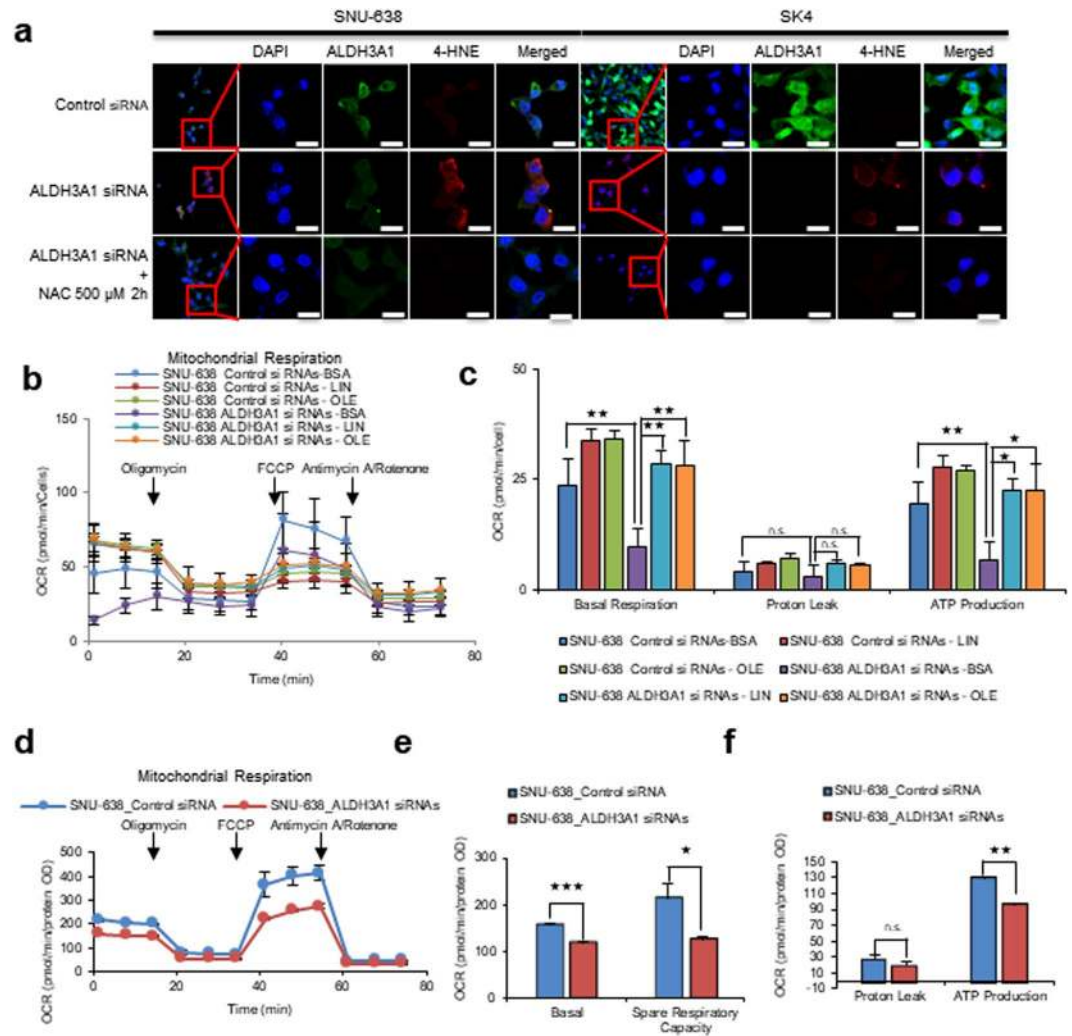 a
SNU-638 SK4
DAPI ALDH3A1 4-HNE Merged DAPI ALDH3A1 4-HNE Merged
Control siRNA
ALDH3A1 siRNA
ALDH3A1 siRNA
+
NAC 500 µM 2h
b
Mitochondrial Respiration
SNU-638 Control si RNAs-BSA
SNU-638 Control si RNAs - LIN
SNU-638 Control si RNAs - OLE
SNU-638 ALDH3A1 si RNAs -BSA
SNU-638 ALDH3A1 si RNAs - LIN
SNU-638 ALDH3A1 si RNAs - OLE
150
Oligomycin FCCP Antimycin A/Rotenone
100
50
0
OCR (pmol/min/Cells)
0 20 40 60 80
Time (min)
c
50
25
0
OCR (pmol/min/cell)
★★ ★★ ★★
n.s. n.s. n.s.
★★ ★ ★
Basal Respiration Proton Leak ATP Production
SNU-638 Control si RNAs-BSA SNU-638 Control si RNAs - LIN
SNU-638 Control si RNAs - OLE SNU-638 ALDH3A1 si RNAs -BSA
SNU-638 ALDH3A1 si RNAs - LIN SNU-638 ALDH3A1 si RNAs - OLE
d
Mitochondrial Respiration
SNU-638_Control siRNA SNU-638_ALDH3A1 siRNAs
Oligomycin FCCP Antimycin A/Rotenone
500
400
300
200
100
0
OCR (pmol/min/protein OD)
0 20 40 60 80
Time (min)
e
SNU-638_Control siRNA
SNU-638_ALDH3A1 siRNAs
300
200
100
0
OCR (pmol/min/protein OD)
★★★ ★
Basal Spare Respiratory
Capacity
f
SNU-638_Control siRNA
SNU-638_ALDH3A1 siRNAs
150
130
110
90
70
50
30
10
-10
OCR (pmol/min/protein OD)
n.s. ★★
Proton Leak ATP Production